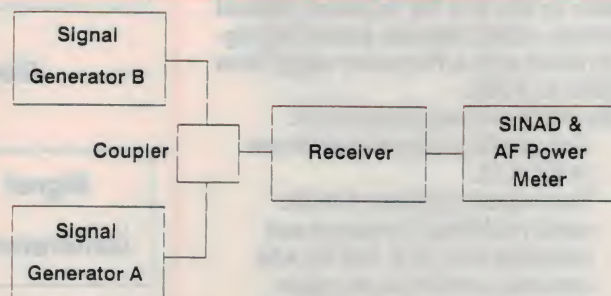 Signal
Generator B
Coupler
Receiver
SINAD &
AF Power
Meter
Signal
Generator A